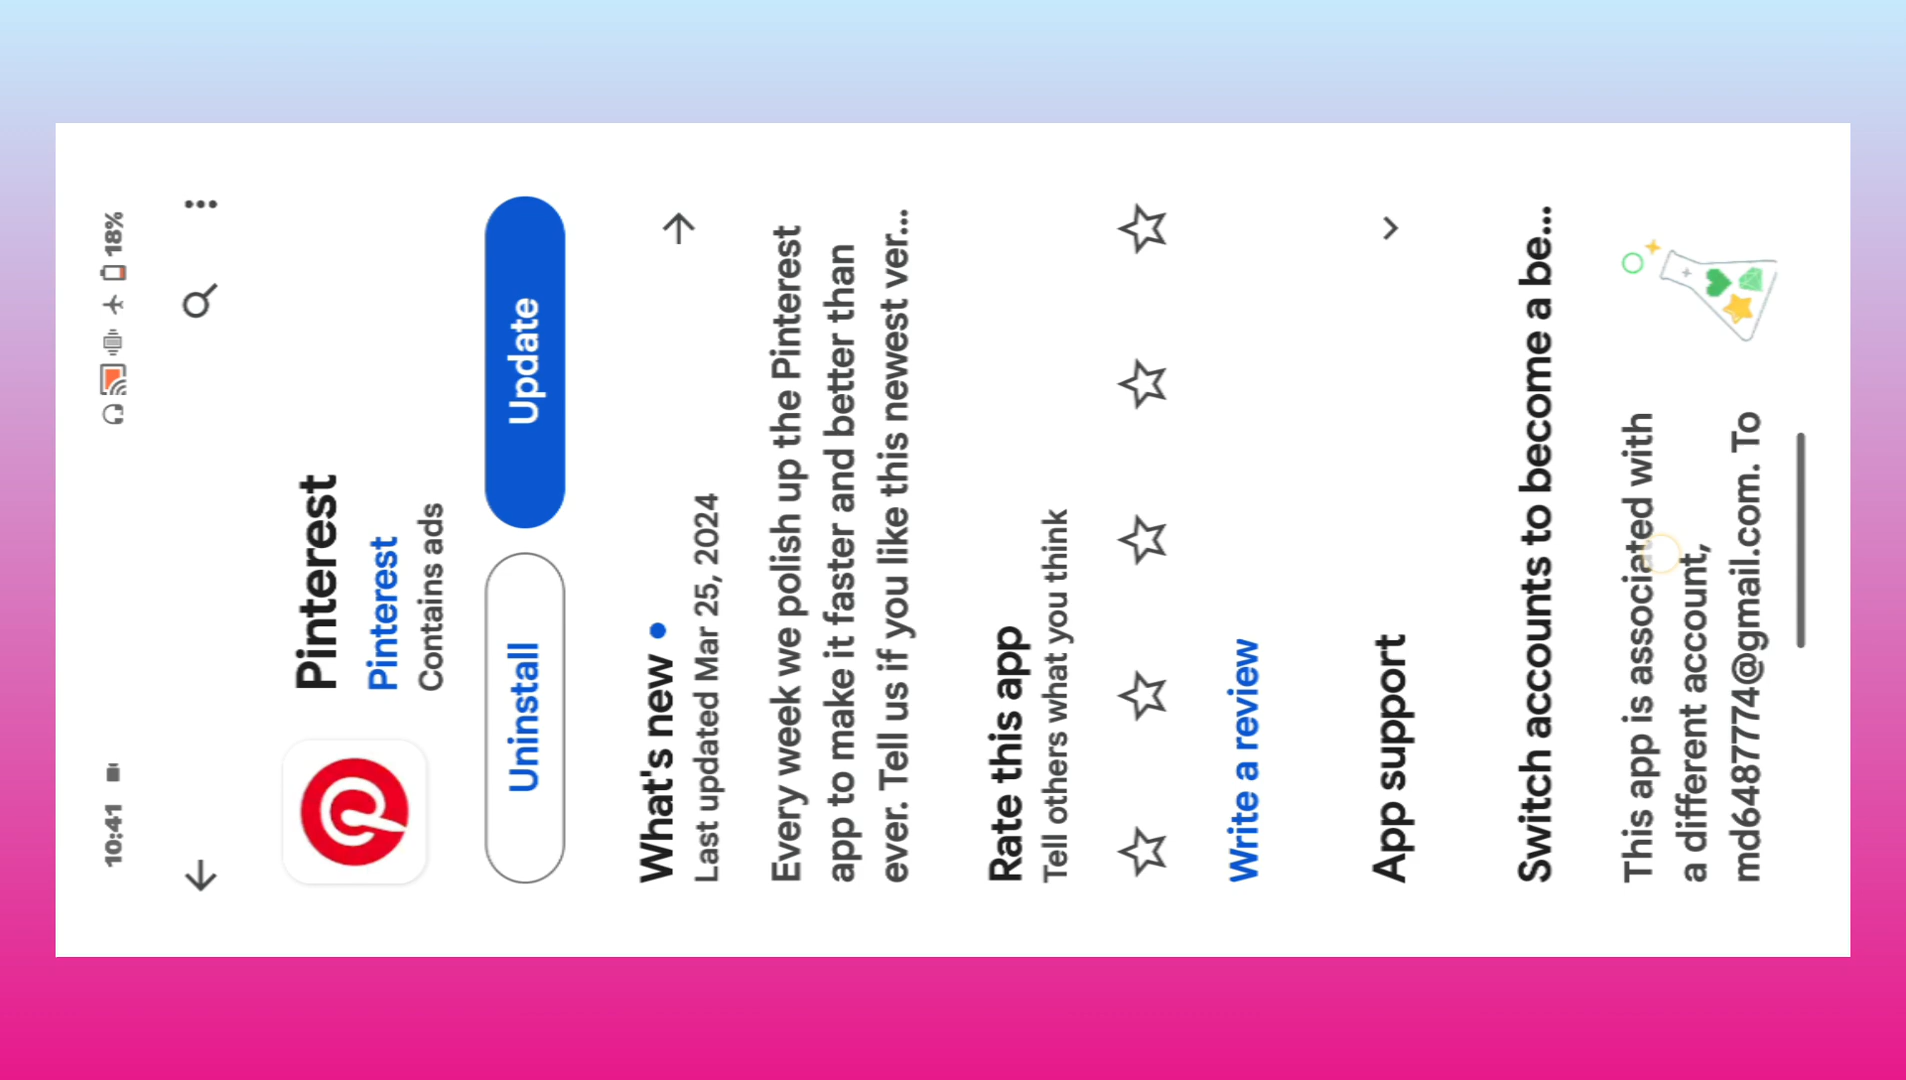 10:41 18%
Pinterest
Pinterest
Contains ads
Uninstall Update
What's new
Last updated Mar 25, 2024
Every week we polish up the Pinterest
app to make it faster and better than
ever. Tell us if you like this newest ver...
Rate this app
Tell others what you think
Write a review
App support
Switch accounts to become a be...
This app is associated with
a different account,
md6487774@gmail.com. To